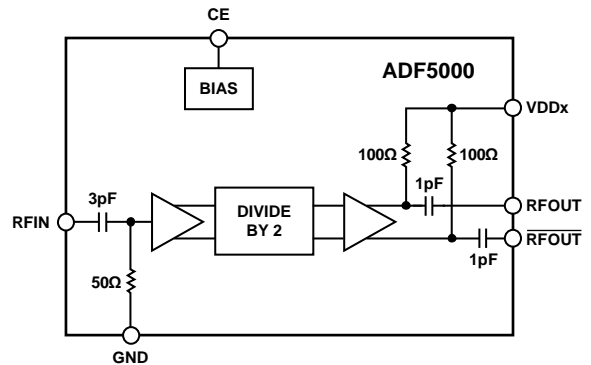 CE
ADF5000
BIAS
VDDx
100Ω
100Ω
3pF
1pF
RFIN
DIVIDE
BY 2
RFOUT
RFOUT
1pF
50Ω
GND